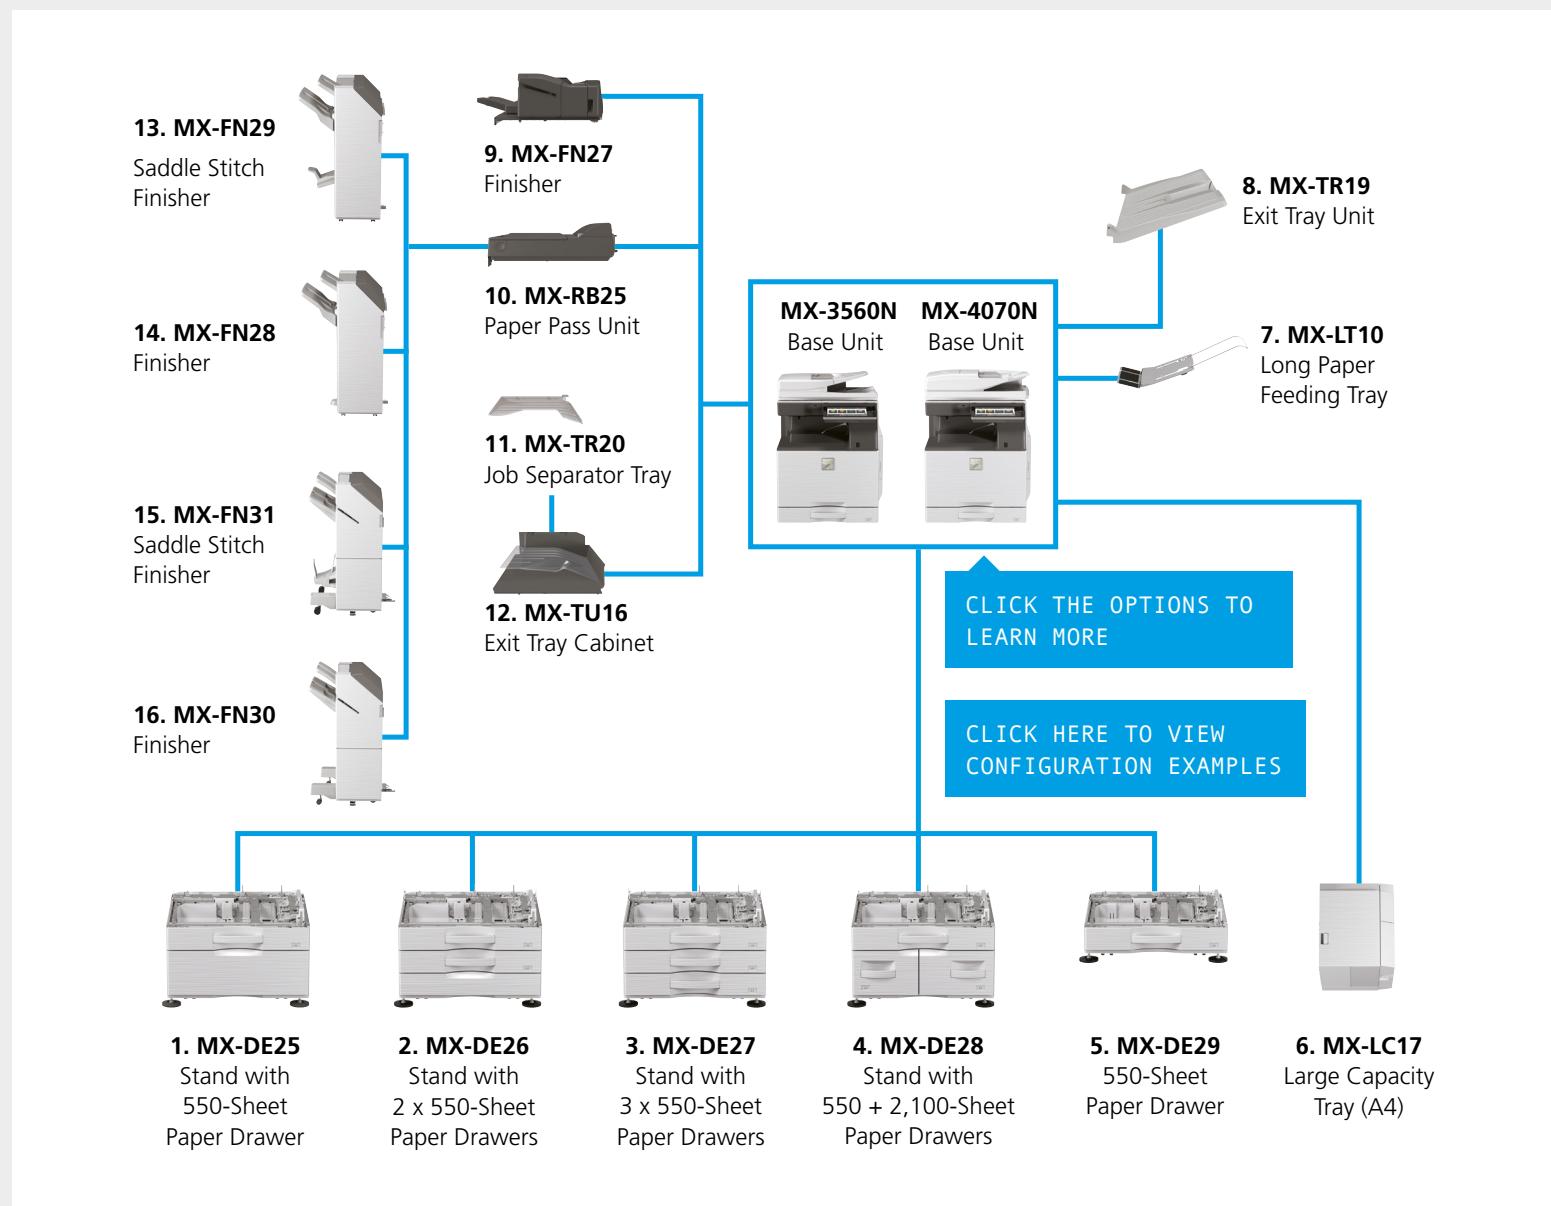 13. MX-FN29
Saddle Stitch
Finisher
9. MX-FN27
Finisher
8. MX-TR19
Exit Tray Unit
14. MX-FN28
Finisher
10. MX-RB25
Paper Pass Unit
MX-3560N
Base Unit
MX-4070N
Base Unit
7. MX-LT10
Long Paper
Feeding Tray
11. MX-TR20
Job Separator Tray
15. MX-FN31
Saddle Stitch
Finisher
12. MX-TU16
Exit Tray Cabinet
CLICK THE OPTIONS TO
LEARN MORE
16. MX-FN30
Finisher
CLICK HERE TO VIEW
CONFIGURATION EXAMPLES
1. MX-DE25
Stand with
550-Sheet
Paper Drawer
2. MX-DE26
Stand with
2 x 550-Sheet
Paper Drawers
3. MX-DE27
Stand with
3 x 550-Sheet
Paper Drawers
4. MX-DE28
Stand with
550 + 2,100-Sheet
Paper Drawers
5. MX-DE29
550-Sheet
Paper Drawer
6. MX-LC17
Large Capacity
Tray (A4)